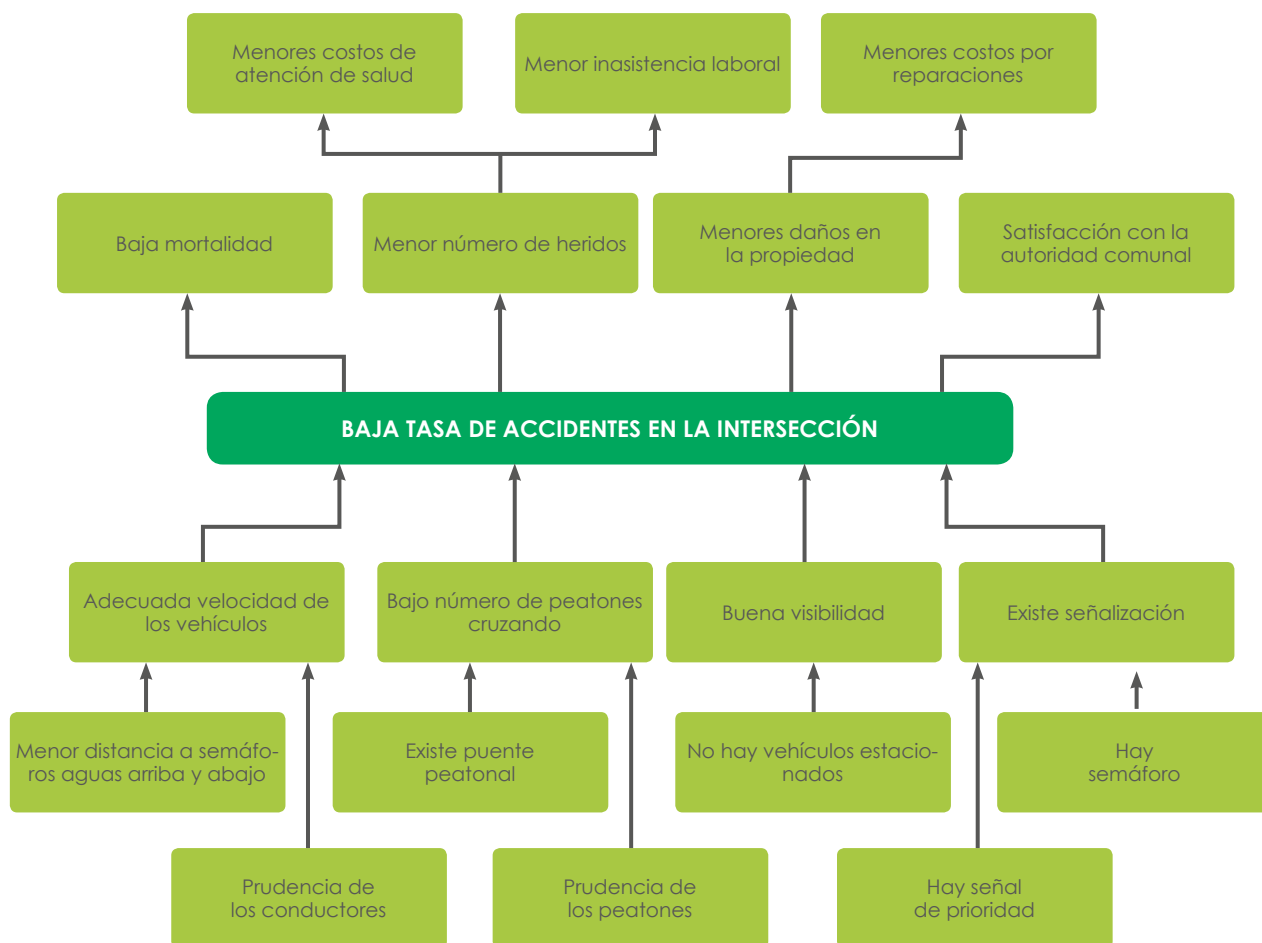 Menores costos de
atención de salud
Menor inasistencia laboral
Menores costos por
reparaciones
Baja mortalidad
Menor número de heridos
Menores daños en
la propiedad
Satisfacción con la
autoridad comunal
BAJA TASA DE ACCIDENTES EN LA INTERSECCIÓN
Adecuada velocidad de
los vehículos
Bajo número de peatones
cruzando
Buena visibilidad
Existe señalización
Menor distancia a semáfo-
ros aguas arriba y abajo
Existe puente
peatonal
No hay vehículos estacio-
nados
Hay
semáforo
Prudencia de
los conductores
Prudencia de
los peatones
Hay señal
de prioridad